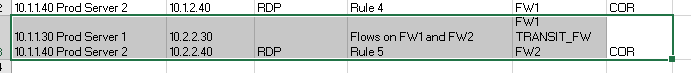 2 10.1.1.40 Prod Server 2 10.1.2.40 RDP Rule 4 FW1 COR
FW1
10.1.1.30 Prod Server 1 10.2.2.30 Flows on FW1 and FW2 TRANSIT_FW
3 10.1.1.40 Prod Server 2 10.2.2.40 RDP Rule 5 FW2 COR